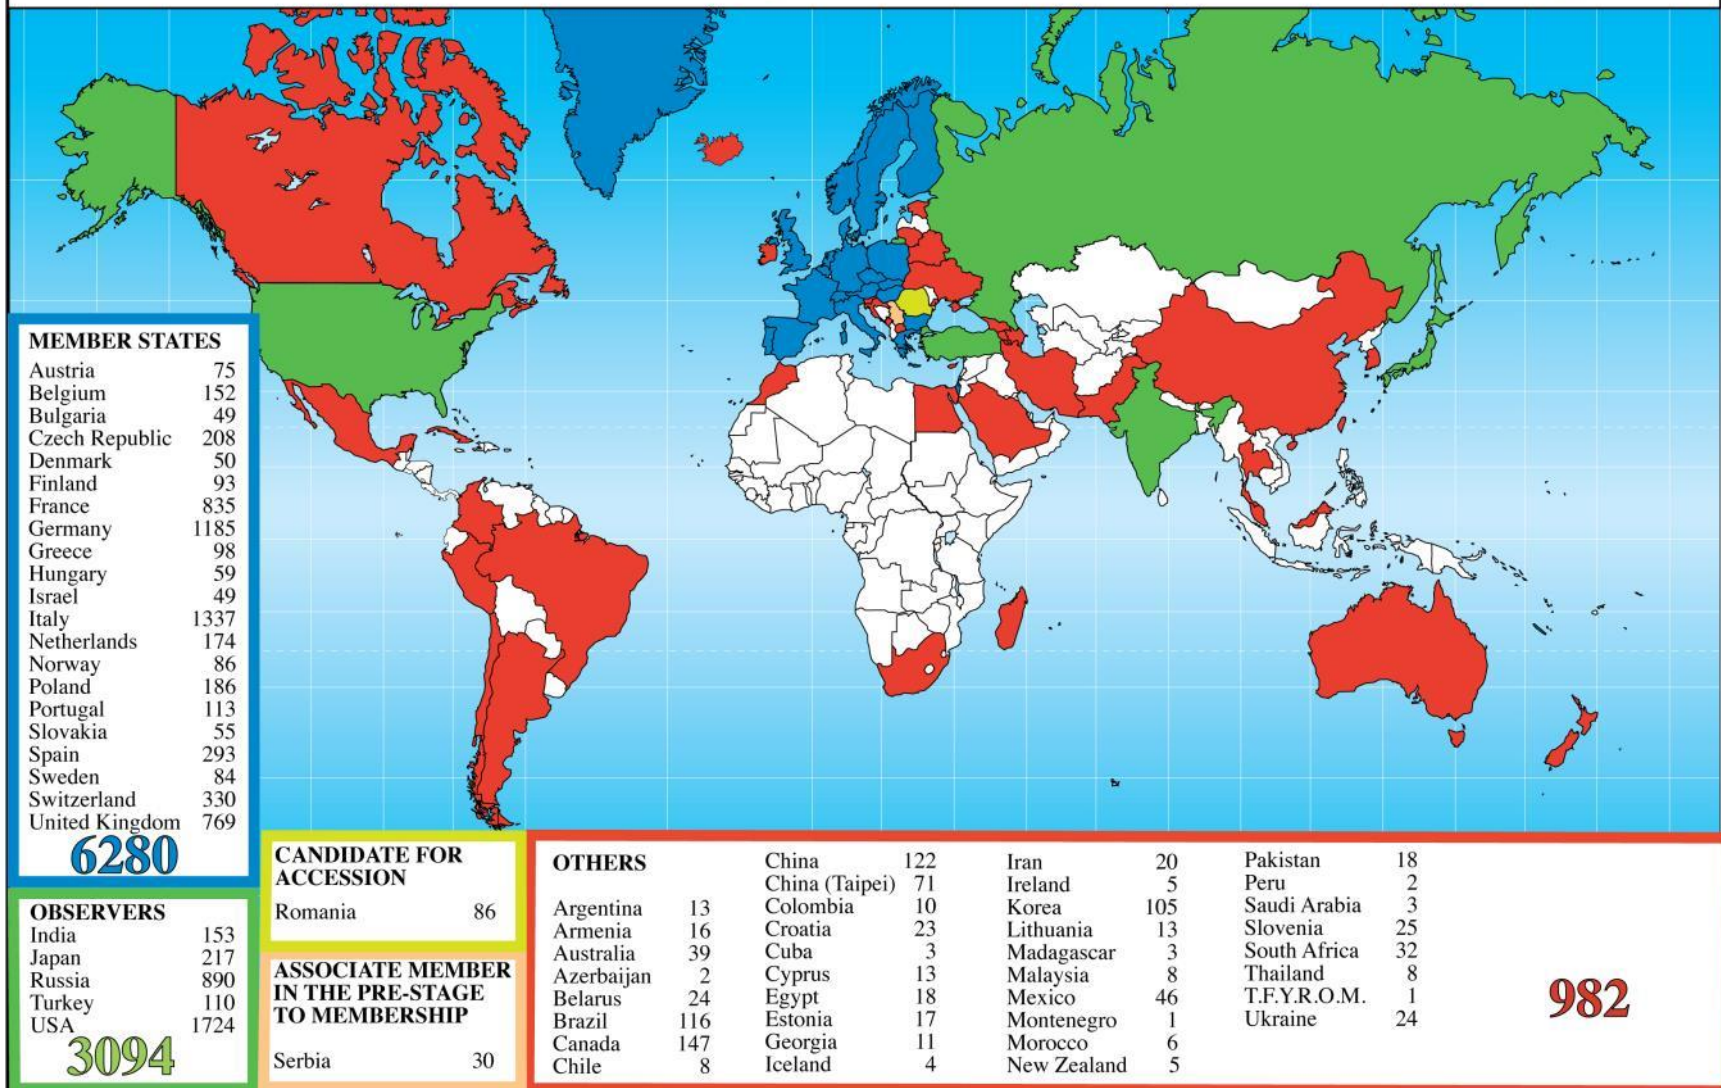 MEMBER STATES
Austria 75
Belgium 152
Bulgaria 49
Czech Republic 208
Denmark 50
Finland 93
France 835
Germany 1185
Greece 98
Hungary 59
Israel 49
Italy 1337
Netherlands 174
Norway 86
Poland 186
Portugal 113
Slovakia 55
Spain 293
Sweden 84
Switzerland 330
United Kingdom 769
6280
OBSERVERS
India 153
Japan 217
Russia 890
Turkey 110
USA 1724
3094
CANDIDATE FOR
ACCESSION
Romania 86
ASSOCIATE MEMBER
IN THE PRE-STAGE
TO MEMBERSHIP
Serbia 30
OTHERS
Argentina 13
Armenia 16
Australia 39
Azerbaijan 2
Belarus 24
Brazil 116
Canada 147
Chile 8
China 122
China (Taipei) 71
Colombia 10
Croatia 23
Cuba 3
Cyprus 13
Egypt 18
Estonia 17
Georgia 11
Iceland 4
Iran 20
Ireland 5
Korea 105
Lithuania 13
Madagascar 3
Malaysia 8
Mexico 46
Montenegro 1
Morocco 6
New Zealand 5
Pakistan 18
Peru 2
Saudi Arabia 3
Slovenia 25
South Africa 32
Thailand 8
T.F.Y.R.O.M. 1
Ukraine 24
982